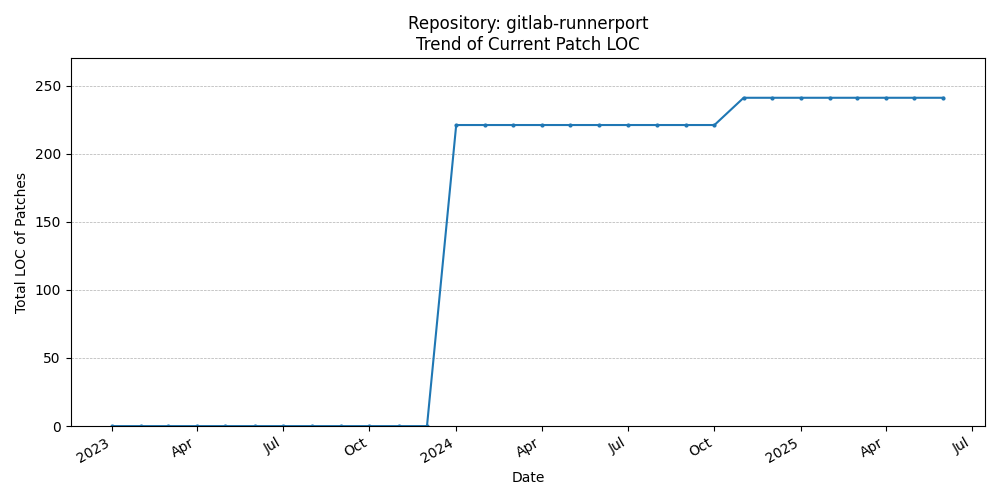 Repository: gitlab-runnerport
Trend of Current Patch LOC
250
200
150
100
50
0
Total LOC of Patches
2023
Apr
Jul
Oct
2024
Apr
Jul
Oct
2025
Apr
Jul
Date